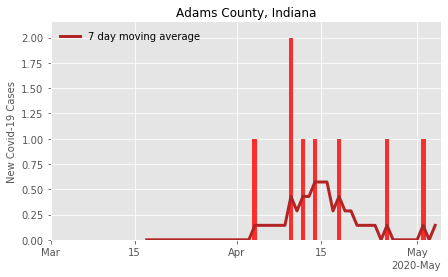 Adams County, Indiana
7 day moving average
New Covid-19 Cases
2.00
1.75
1.50
1.25
1.00
0.75
0.50
0.25
0.00
Mar
15
Apr
15
May
2020-May